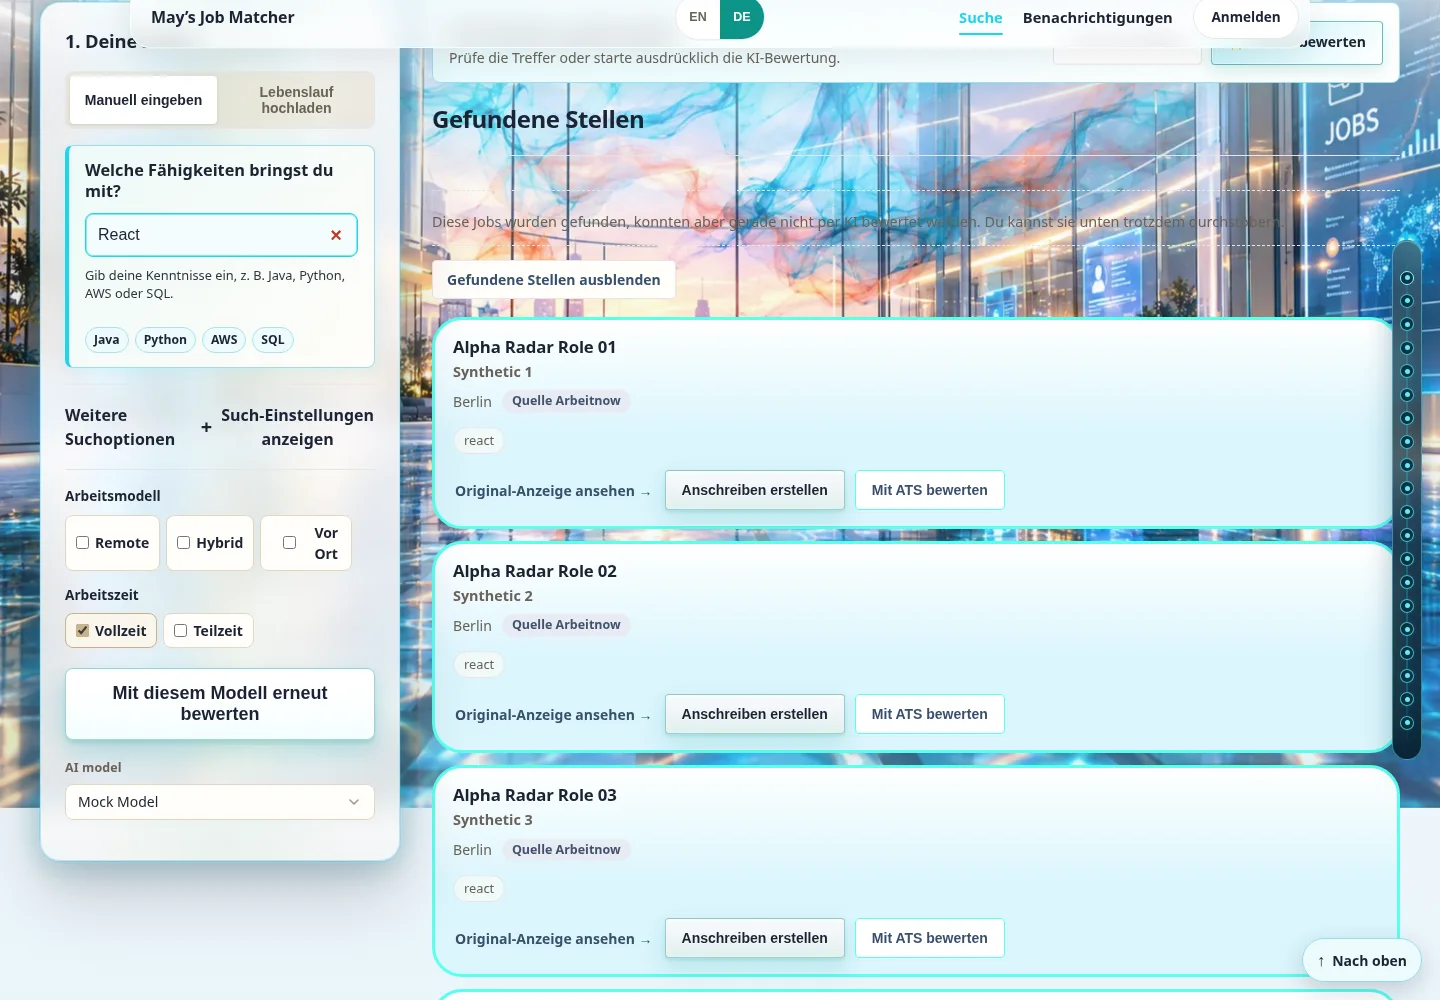 May’s Job Matcher
EN
DE
Suche
Benachrichtigungen
Anmelden
1. Deine
Manuell eingeben
Lebenslauf
hochladen
Welche Fähigkeiten bringst du
mit?
React
Gib deine Kenntnisse ein, z. B. Java, Python,
AWS oder SQL.
Java
Python
AWS
SQL
Weitere
Suchoptionen
+
Such-Einstellungen
anzeigen
Arbeitsmodell
Remote
Hybrid
Vor
Ort
Arbeitszeit
Vollzeit
Teilzeit
Mit diesem Modell erneut
bewerten
AI model
Mock Model
bewerten
Prüfe die Treffer oder starte ausdrücklich die KI-Bewertung.
JOBS
Gefundene Stellen
Diese Jobs wurden gefunden, konnten aber gerade nicht per KI bewertet werden. Du kannst sie unten trotzdem durchstöbern.
Gefundene Stellen ausblenden
Alpha Radar Role 01
Synthetic 1
Berlin Quelle Arbeitnow
react
Original-Anzeige ansehen → Anschreiben erstellen Mit ATS bewerten
Alpha Radar Role 02
Synthetic 2
Berlin Quelle Arbeitnow
react
Original-Anzeige ansehen → Anschreiben erstellen Mit ATS bewerten
Alpha Radar Role 03
Synthetic 3
Berlin Quelle Arbeitnow
react
Original-Anzeige ansehen → Anschreiben erstellen Mit ATS bewerten
↑ Nach oben